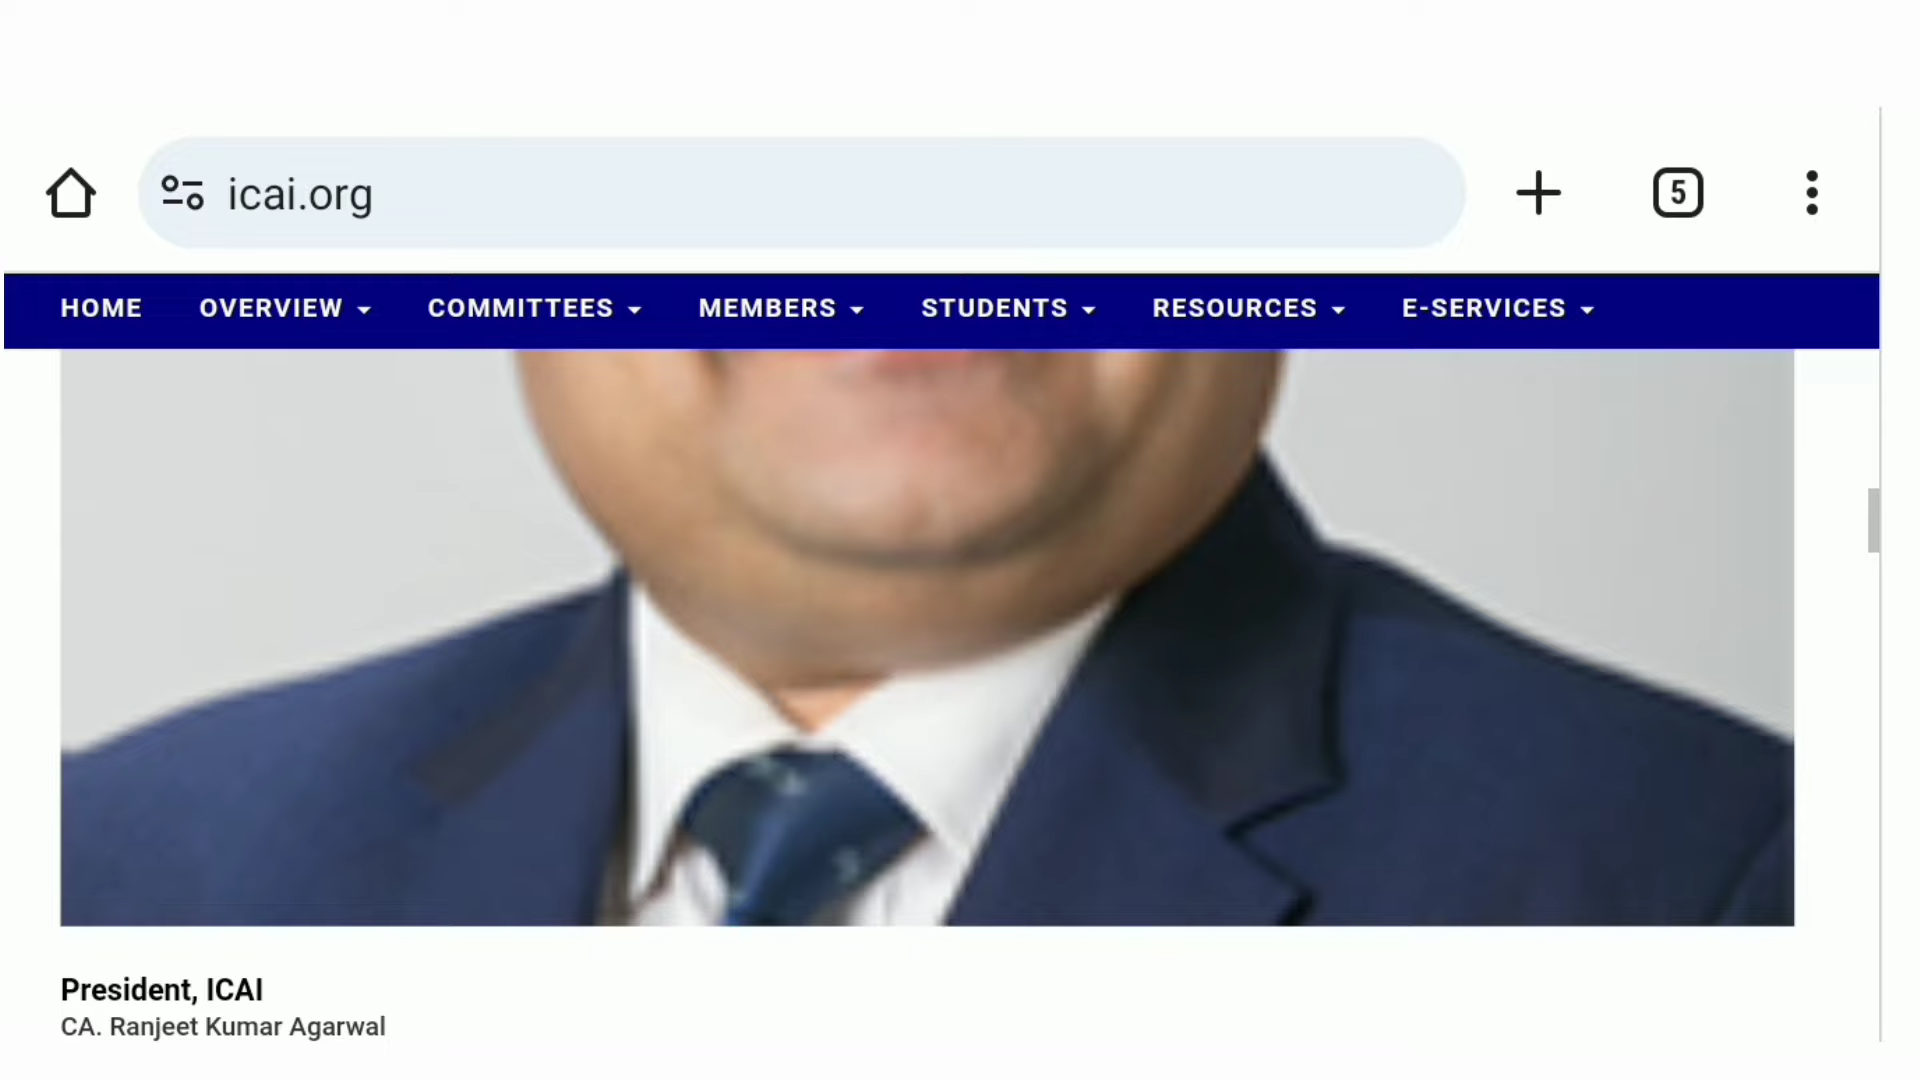 icai.org
5
HOME OVERVIEW COMMITTEES MEMBERS STUDENTS RESOURCES E-SERVICES
President, ICAI
CA. Ranjeet Kumar Agarwal